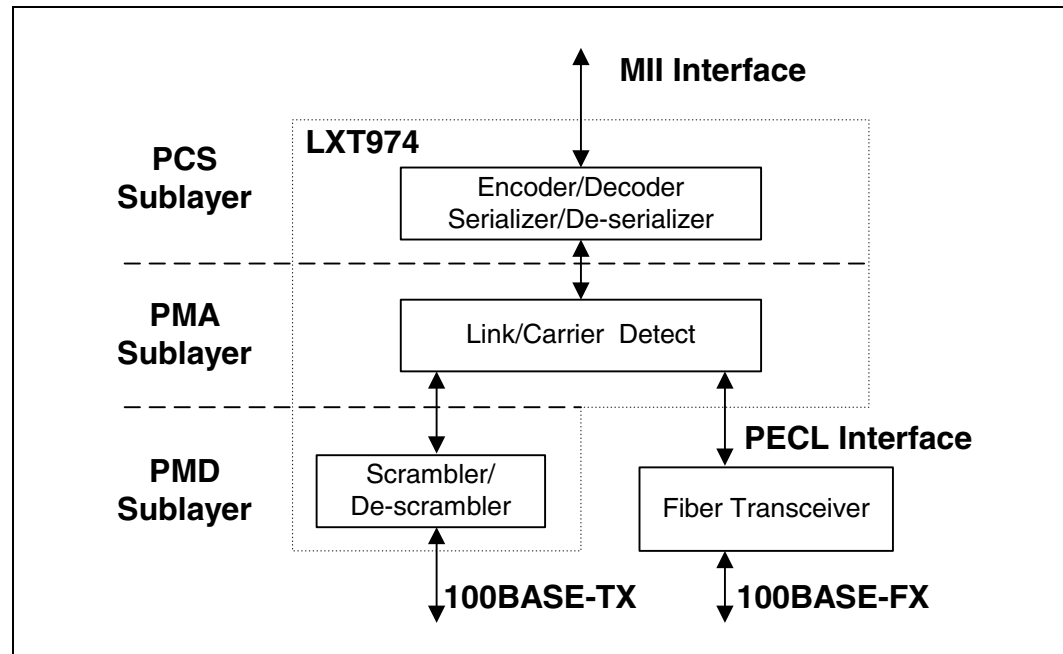 MII Interface
LXT974
PCS
Sublayer
Encoder/Decoder
Serializer/De-serializer
PMA
Sublayer
Link/Carrier Detect
PECL Interface
PMD
Sublayer
Scrambler/
De-scrambler
Fiber Transceiver
100BASE-TX
100BASE-FX